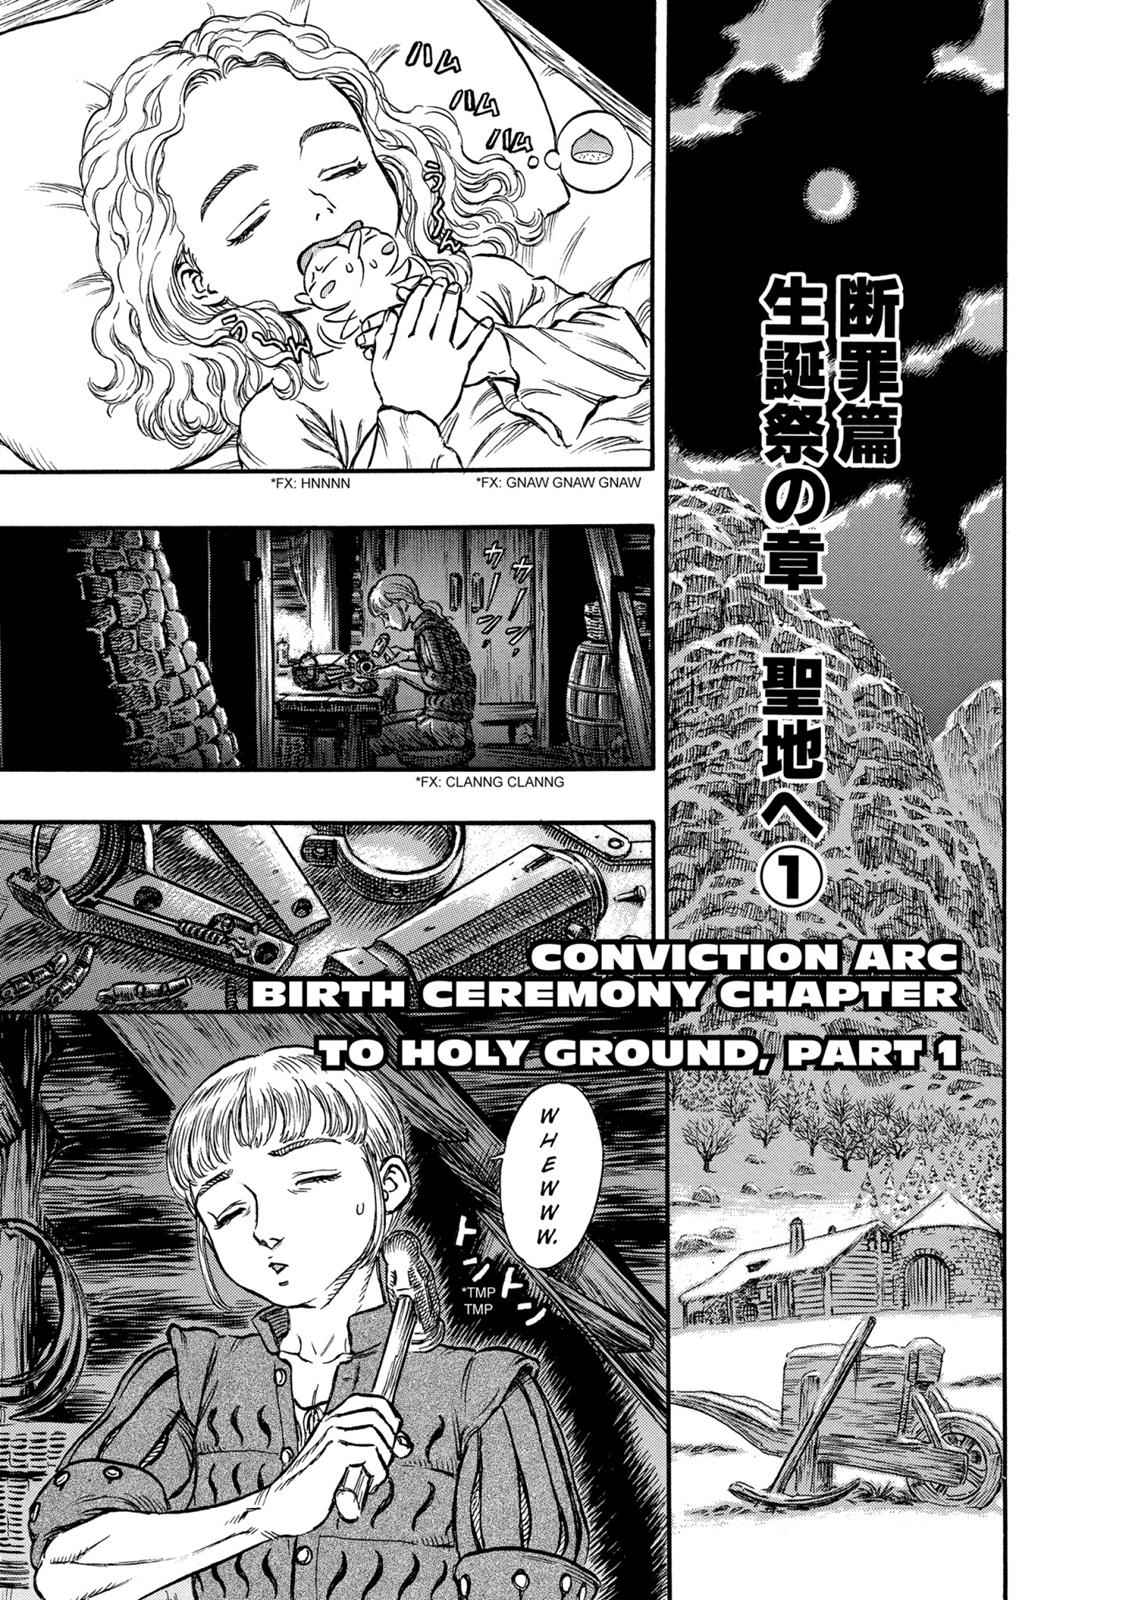 断罪篇
生誕祭の章 聖地へ①
ハム
ハム
ハム
*FX: HNNNN
*FX: GNAW GNAW GNAW
カーン
カーン
*FX: CLANNG CLANNG
CONVICTION ARC
BIRTH CEREMONY CHAPTER
TO HOLY GROUND, PART 1
WHEWWW.
トン
トン
*TMP
TMP